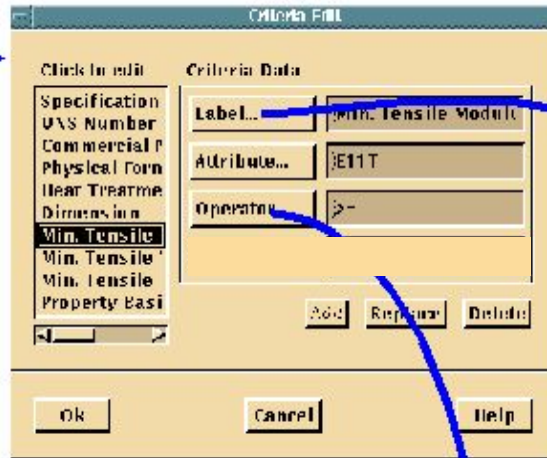 Criteria Edit
Click to edit
Criteria Data
Specification
UNS Number
Commercial
Physical Form
Heat Treatme
Dimension
Min. Tensile
Min. Tensile
Min. Tensile
Property Basi
Label...
Min. Tensile Modulu
Attribute...
E11T
Operator...
>=
Add
Replace
Delete
Ok
Cancel
Help